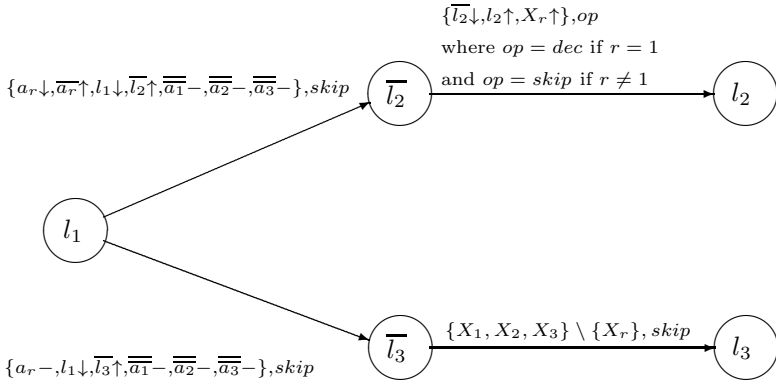 {l̅₂↓,l₂↑,Xᵣ↑},op
where op = dec if r = 1
and op = skip if r ≠ 1
{aᵣ↓,a̅ᵣ↑,l₁↓,l̅₂↑,a̿₁−,a̿₂−,a̿₃−},skip
l̅₂
l₂
l₁
{X₁, X₂, X₃} \ {Xᵣ}, skip
l̅₃
l₃
{aᵣ−,l₁↓,l̅₃↑,a̿₁−,a̿₂−,a̿₃−},skip